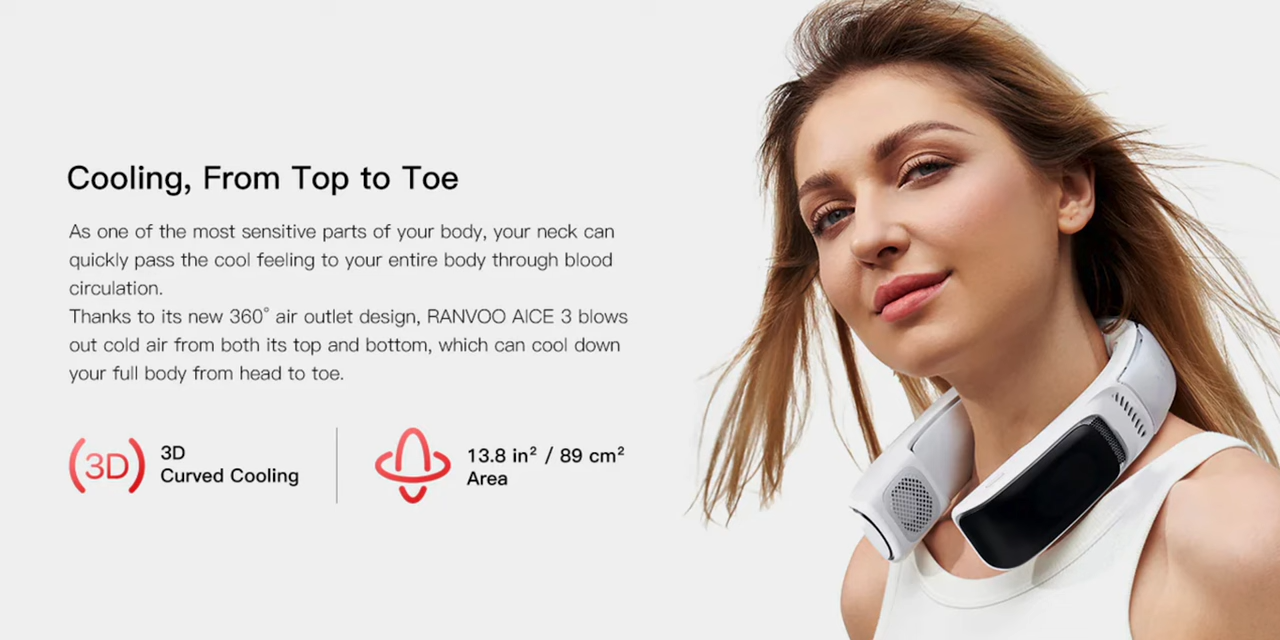 Cooling, From Top to Toe
As one of the most sensitive parts of your body, your neck can
quickly pass the cool feeling to your entire body through blood
circulation.
Thanks to its new 360° air outlet design, RANVOO AICE 3 blows
out cold air from both its top and bottom, which can cool down
your full body from head to toe.
(3D)
3D
Curved Cooling
13.8 in² / 89 cm²
Area